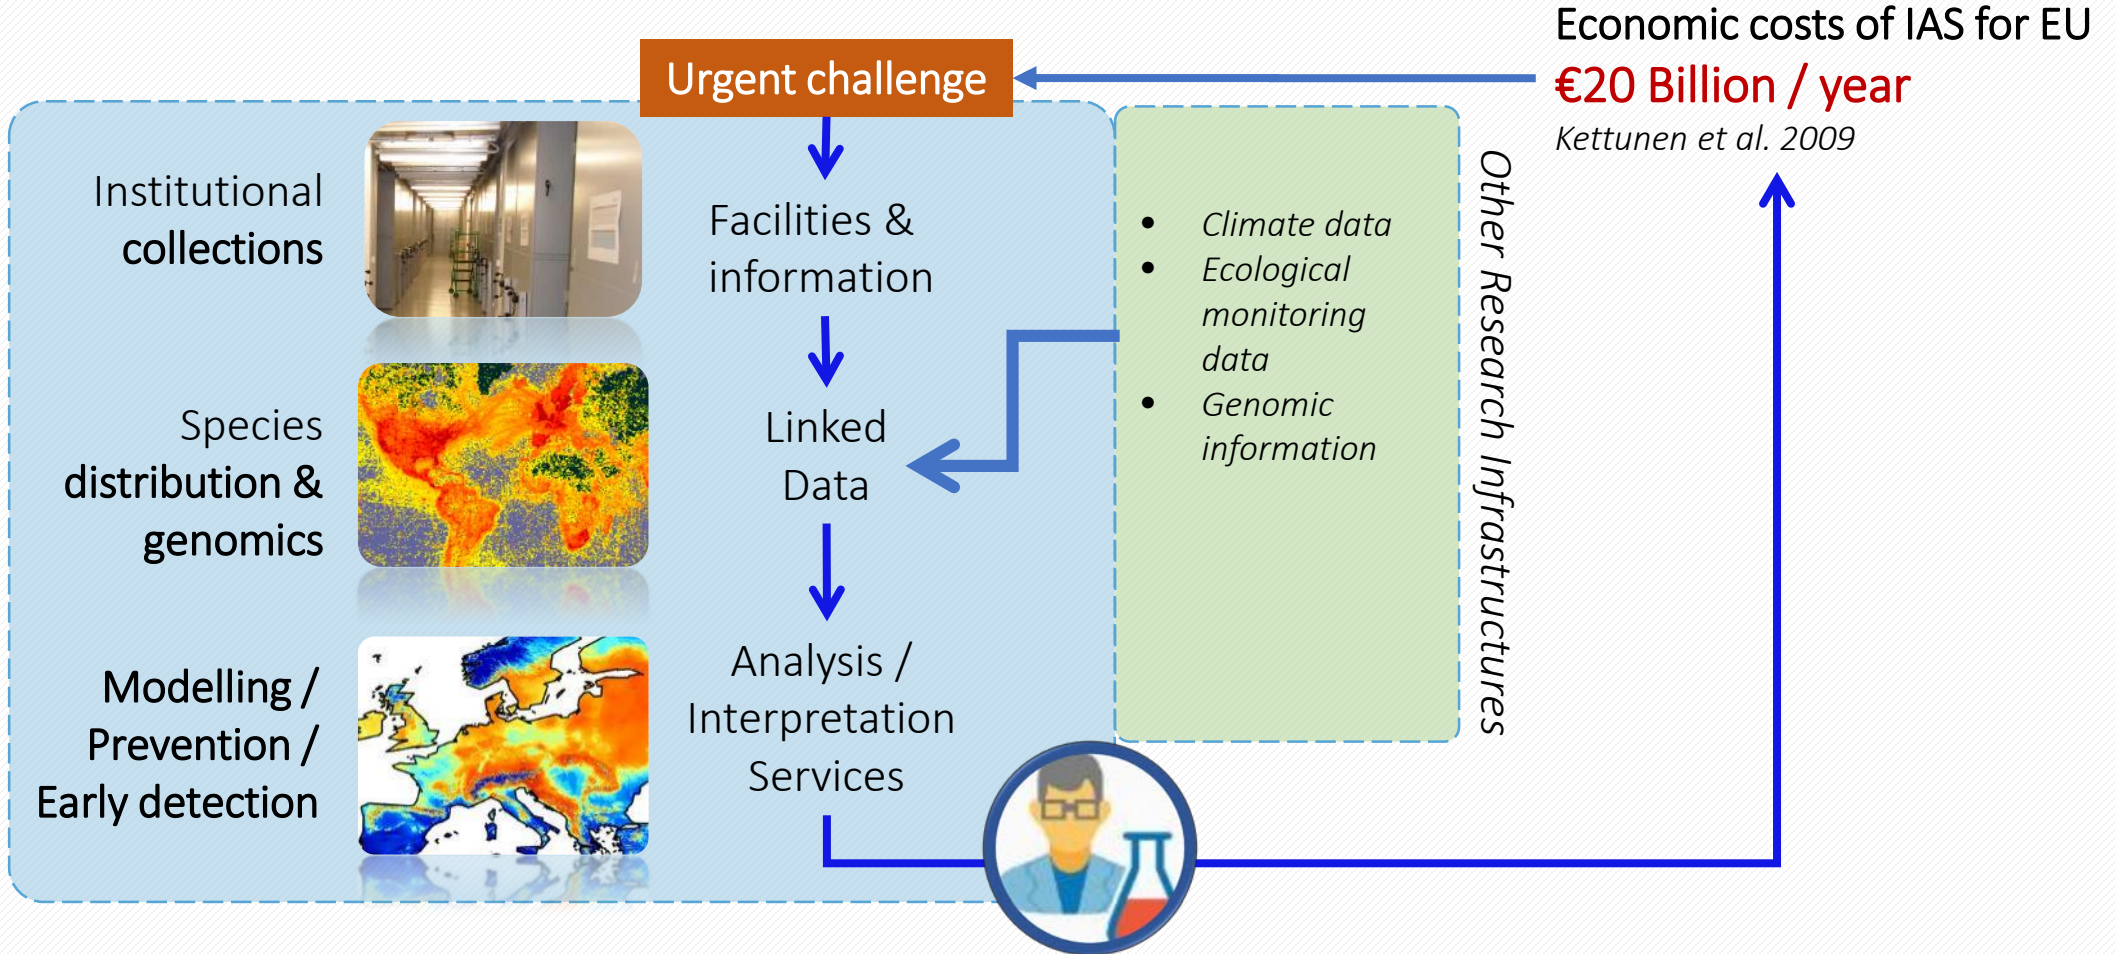 Economic costs of IAS for EU
€20 Billion / year
Kettunen et al. 2009
Urgent challenge
Institutional
collections
Species
distribution &
genomics
Modelling /
Prevention /
Early detection
Facilities &
information
Linked
Data
Analysis /
Interpretation
Services
• Climate data
• Ecological
monitoring
data
• Genomic
information
Other Research Infrastructures